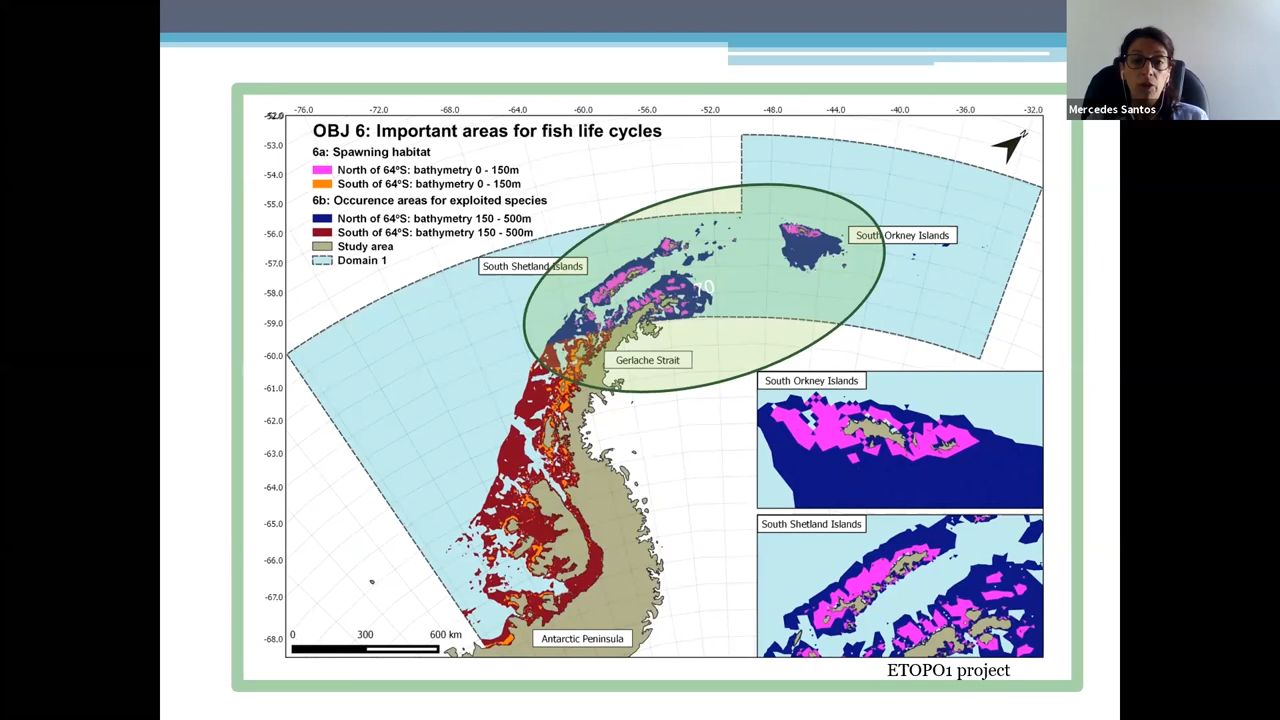 -76.0 -72.0 -68.0 -64.0 -60.0 -56.0 -52.0 -48.0 -44.0 -40.0 -36.0 -32.0
Mercedes Santos
-52.0
-53.0
-54.0
-55.0
-56.0
-57.0
-58.0
-59.0
-60.0
-61.0
-62.0
-63.0
-64.0
-65.0
-66.0
-67.0
-68.0
OBJ 6: Important areas for fish life cycles
6a: Spawning habitat
North of 64ºS: bathymetry 0 - 150m
South of 64ºS: bathymetry 0 - 150m
6b: Occurence areas for exploited species
North of 64ºS: bathymetry 150 - 500m
South of 64ºS: bathymetry 150 - 500m
Study area
Domain 1
N
South Orkney Islands
South Shetland Islands
Gerlache Strait
South Orkney Islands
South Shetland Islands
0 300 600 km
Antarctic Peninsula
ETOPO1 project